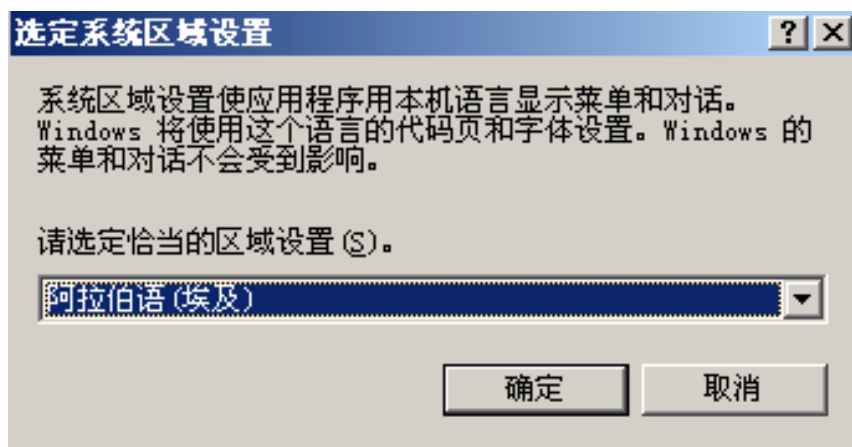 选定系统区域设置
系统区域设置使应用程序用本机语言显示菜单和对话。
Windows 将使用这个语言的代码页和字体设置。Windows 的
菜单和对话不会受到影响。
请选定恰当的区域设置(S)。
阿拉伯语(埃及)
确定 取消